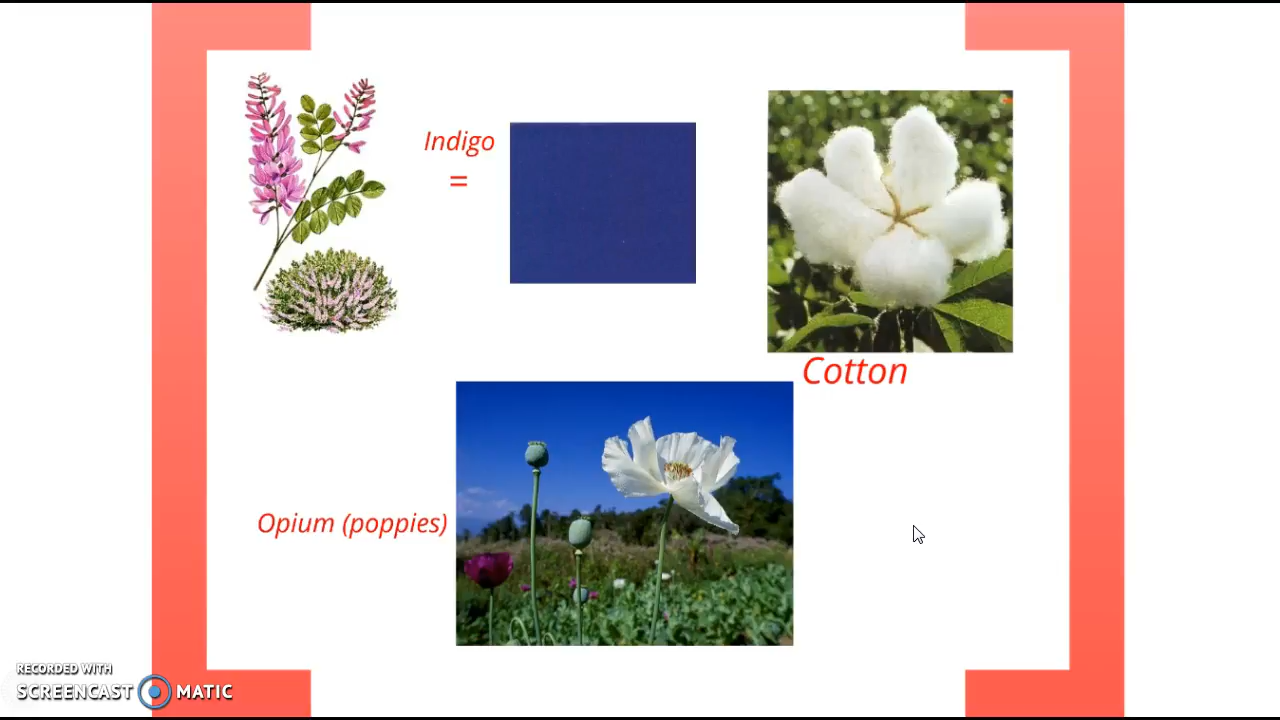 Indigo
=
Cotton
Opium (poppies)
RECORDED WITH
SCREENCAST MATIC